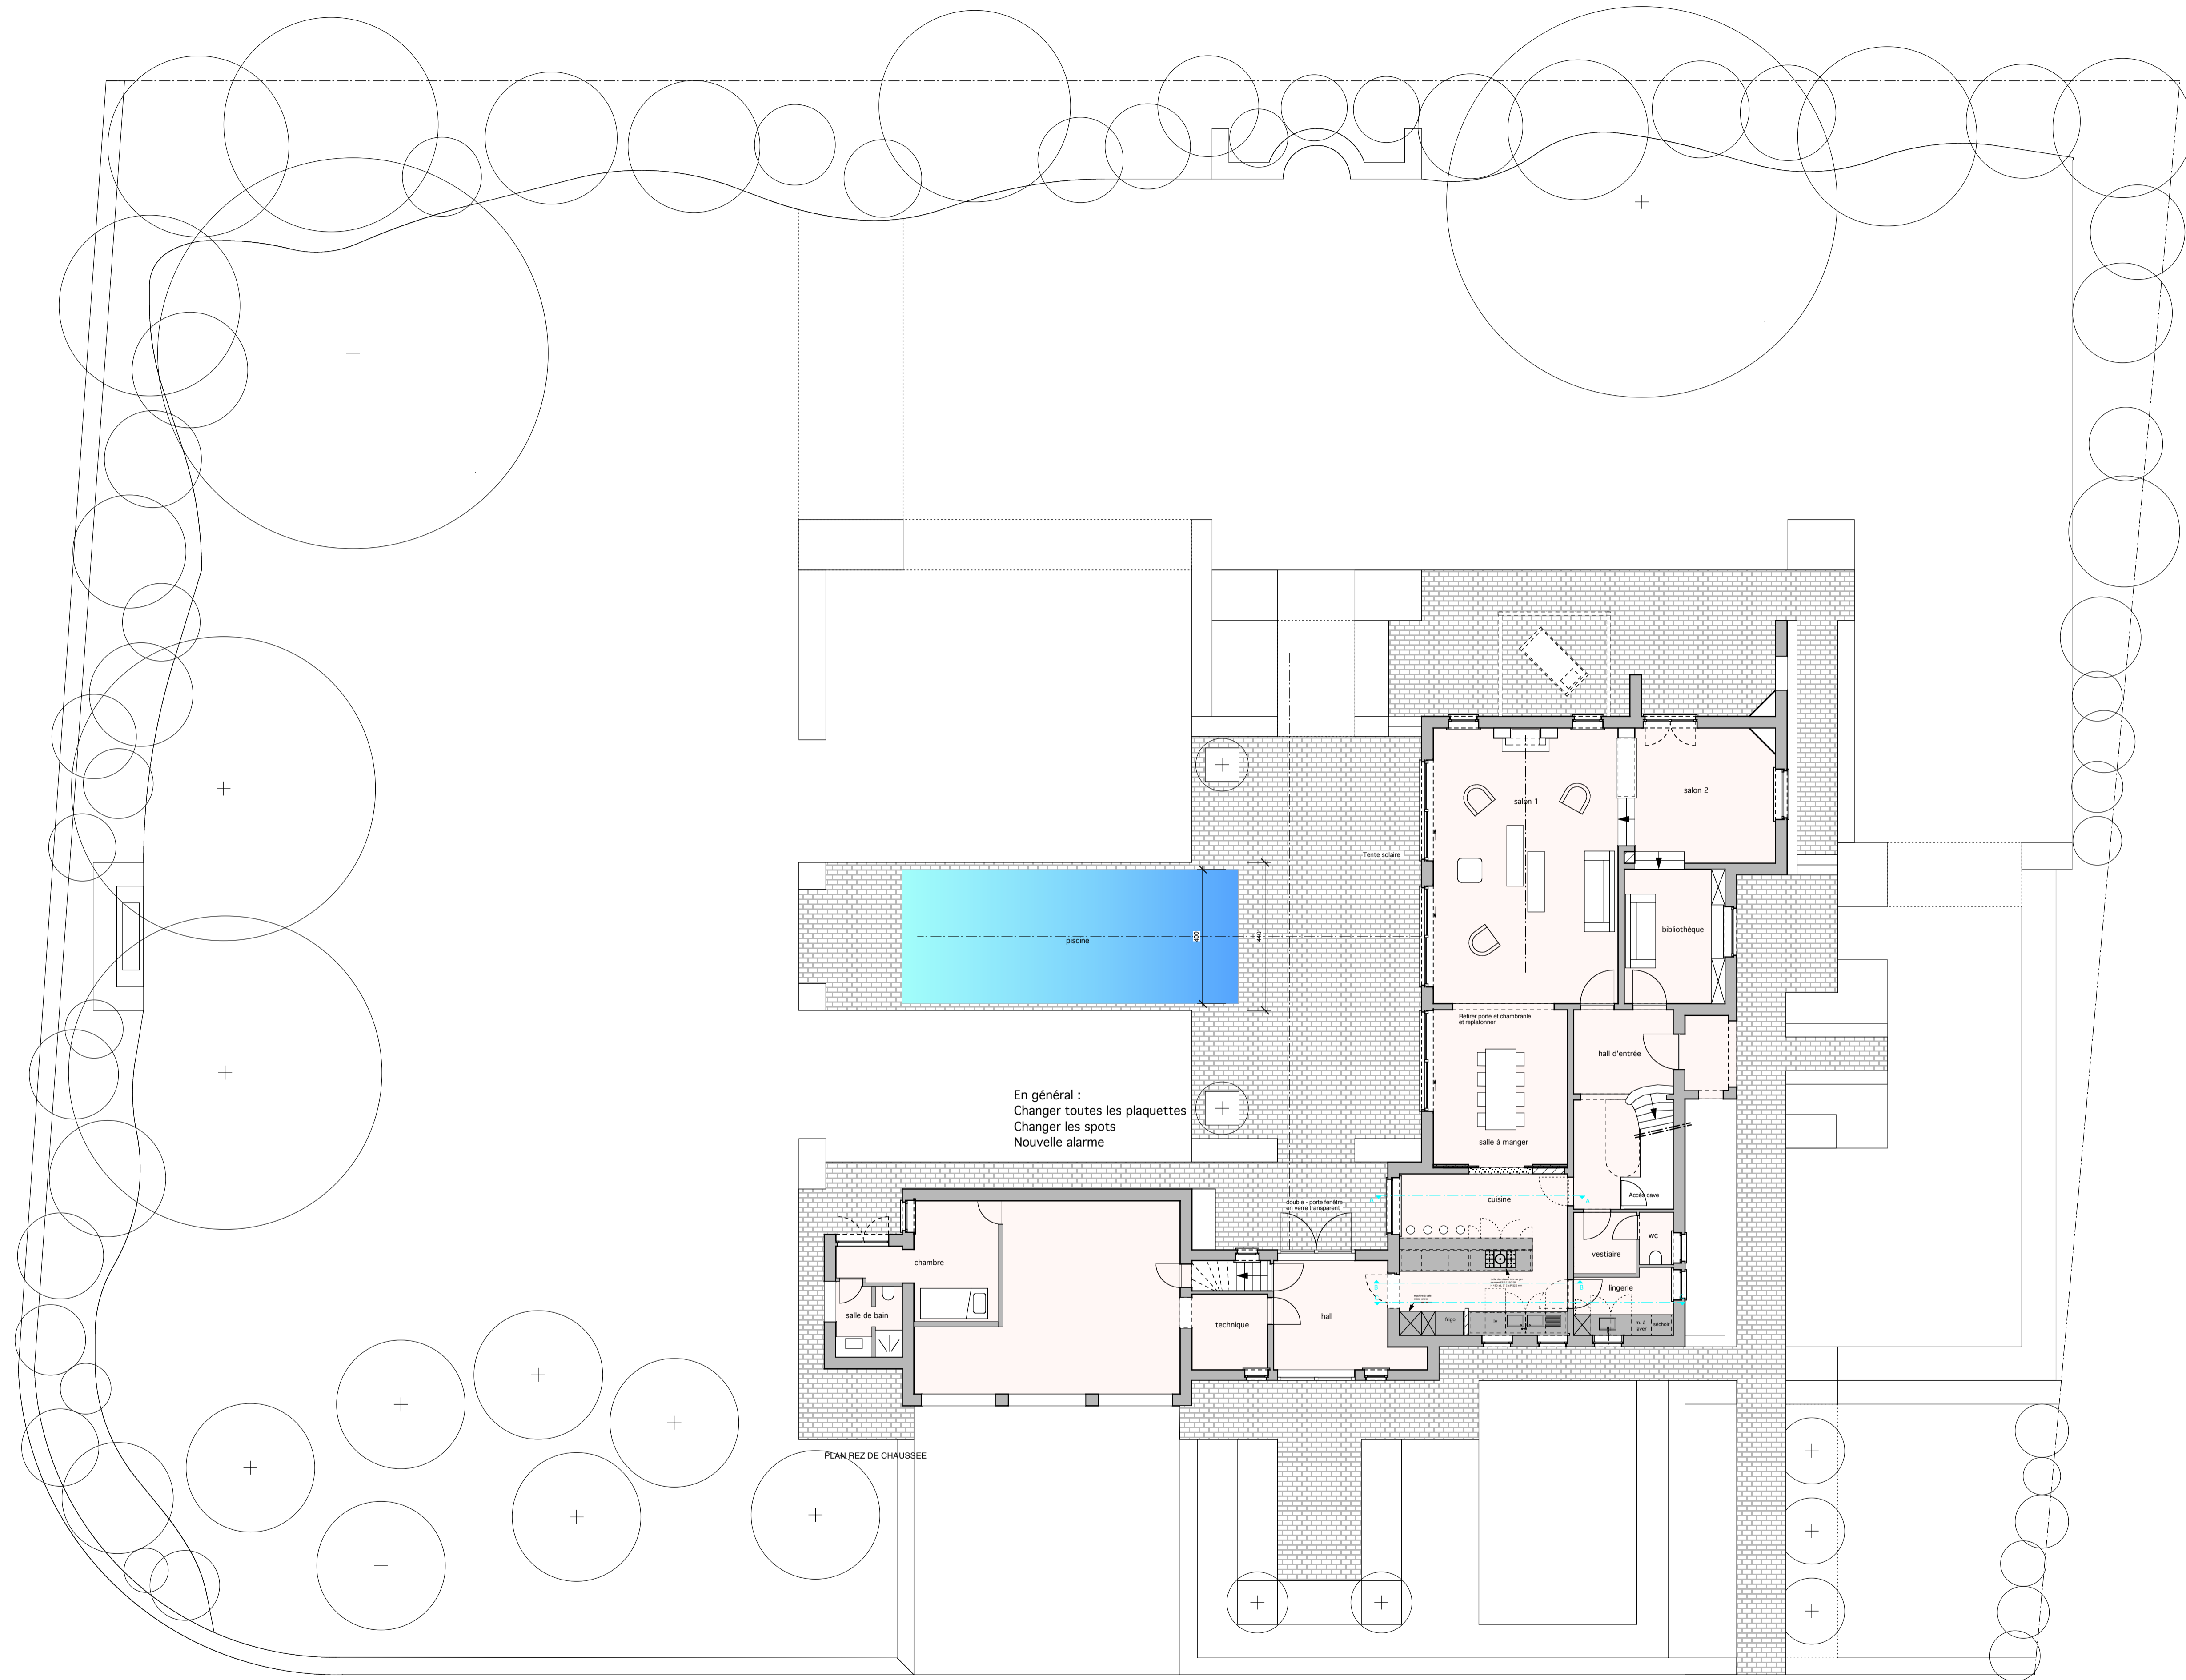 salon 2
salon 1
Tente solaire
bibliothèque
piscine
400
440
Retirer porte et chambranle
et replafonner
hall d'entrée
En général :
Changer toutes les plaquettes
Changer les spots
Nouvelle alarme
salle à manger
Accès cave
cuisine
double - porte fenêtre
en verre transparent
wc
vestiaire
chambre
lingerie
salle de bain
technique
hall
frigo
lv
m. à
laver
séchoir
PLAN REZ DE CHAUSSEE